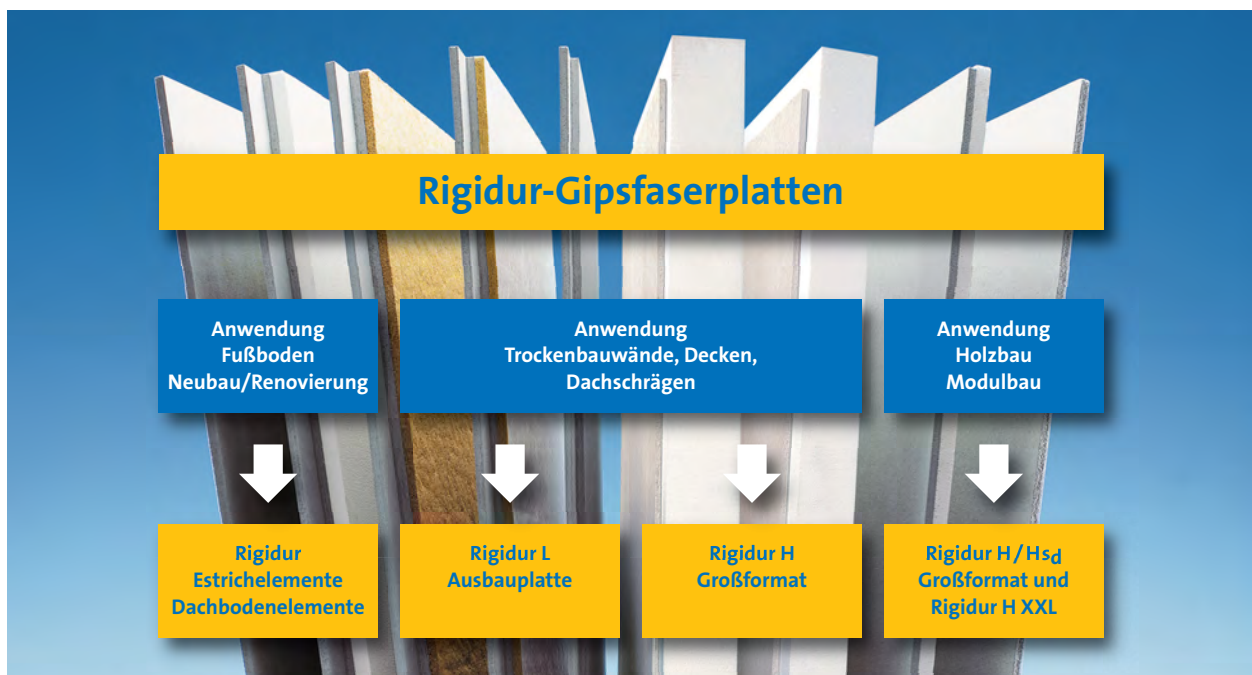 Rigidur-Gipsfaserplatten
Anwendung
Fußboden
Neubau/Renovierung
Anwendung
Trockenbauwände, Decken,
Dachschrägen
Anwendung
Holzbau
Modulbau
Rigidur
Estrichelemente
Dachbodenelemente
Rigidur L
Ausbauplatte
Rigidur H
Großformat
Rigidur H/Hsd
Großformat und
Rigidur H XXL